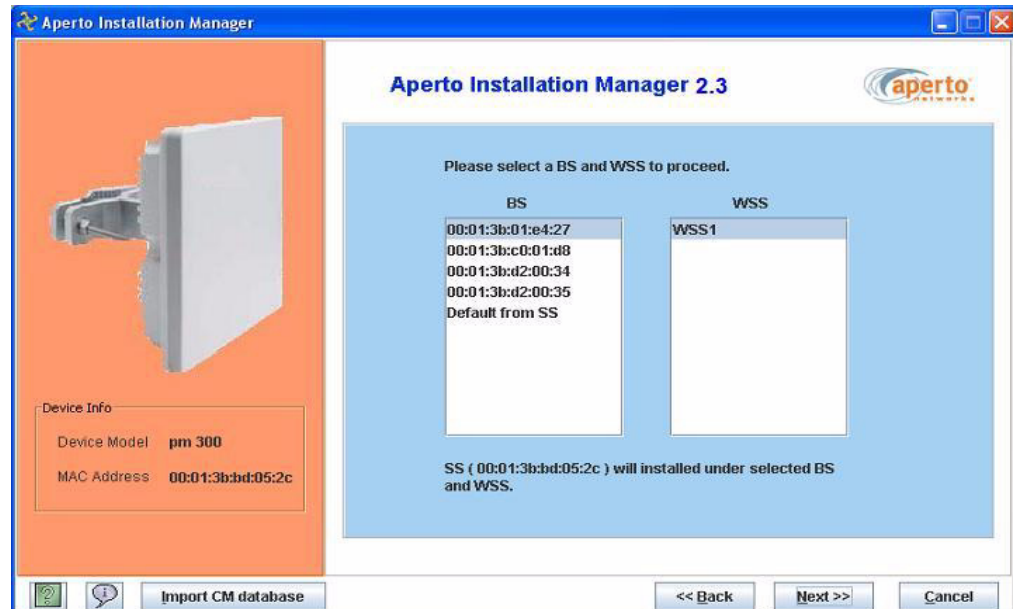 Aperto Installation Manager
Aperto Installation Manager 2.3
aperto
networks
Please select a BS and WSS to proceed.
BS
WSS
00:01:3b:01:e4:27
00:01:3b:c0:01:d8
00:01:3b:d2:00:34
00:01:3b:d2:00:35
Default from SS
WSS1
Device Info
Device Model pm 300
MAC Address 00:01:3b:bd:05:2c
SS ( 00:01:3b:bd:05:2c ) will installed under selected BS
and WSS.
Import CM database
<< Back
Next >>
Cancel